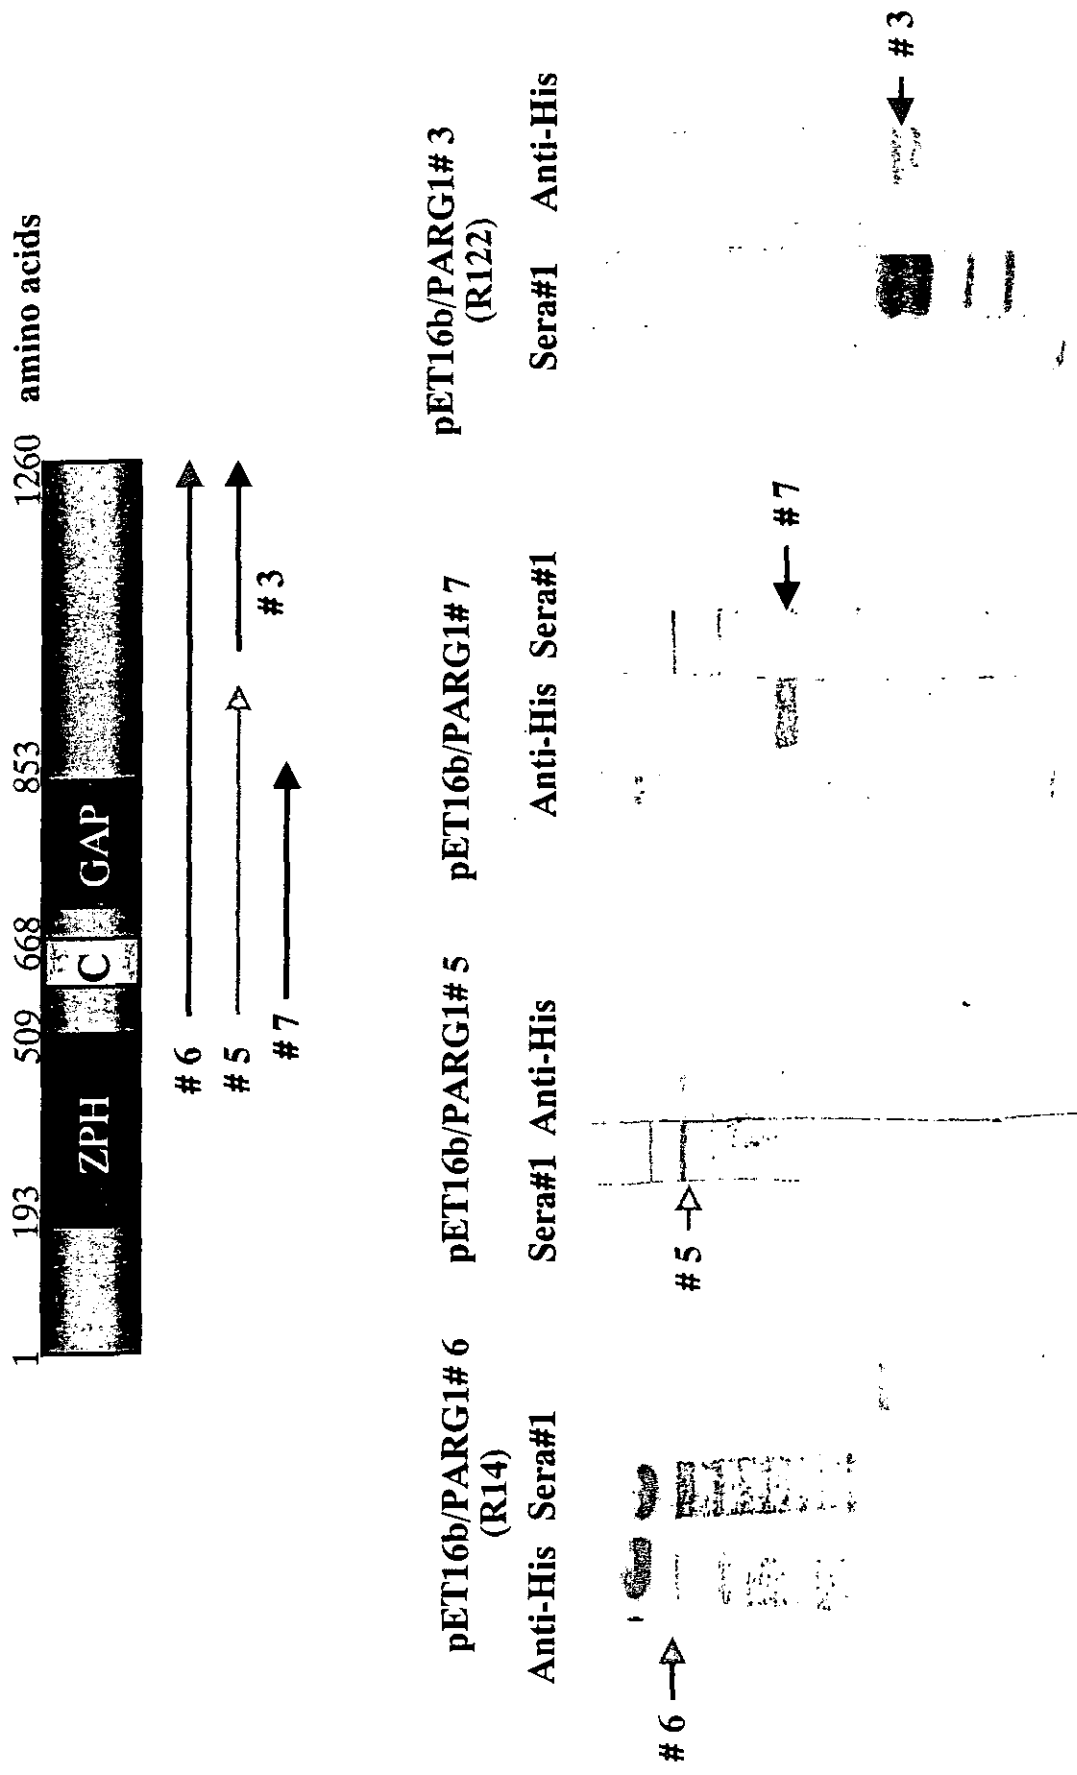 1 193 509 668 853 1260 amino acids
ZPH C GAP
# 6
# 5
# 3
# 7
pET16b/PARG1# 6
(R14)
Anti-His Sera#1
# 6
pET16b/PARG1# 5
Sera#1 Anti-His
# 5
pET16b/PARG1# 7
Anti-His Sera#1
# 7
pET16b/PARG1# 3
(R122)
Sera#1 Anti-His
# 3